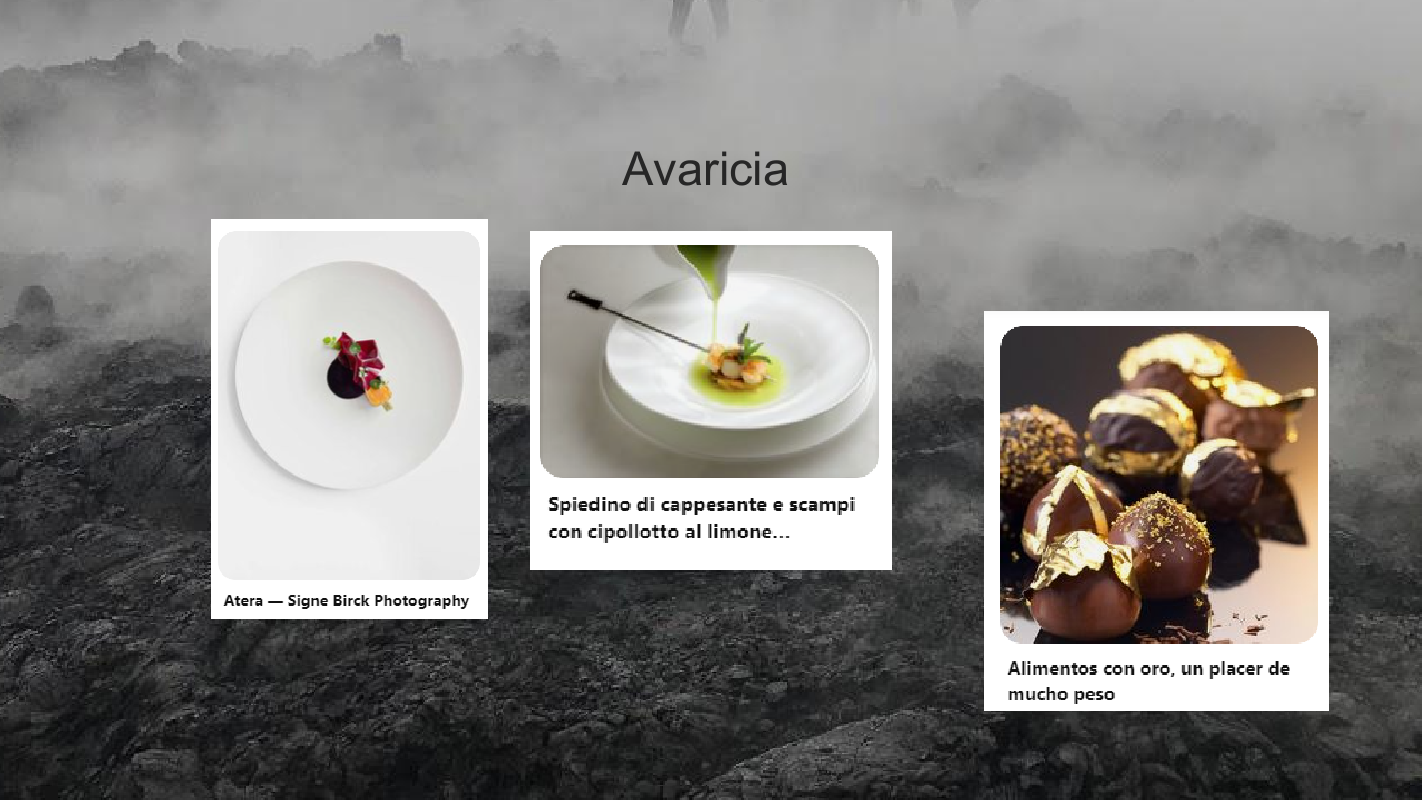 Avaricia
Atera — Signe Birck Photography
Spiedino di cappesante e scampi
con cipollotto al limone...
Alimentos con oro, un placer de
mucho peso